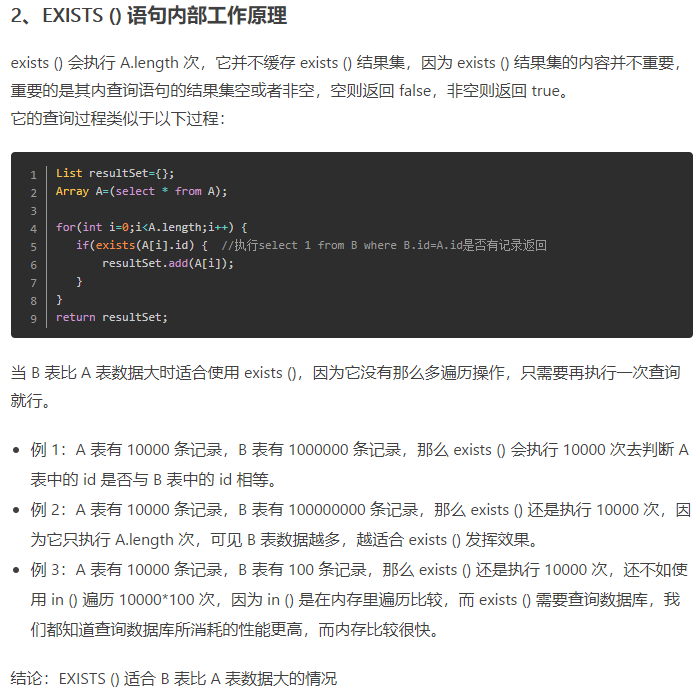 2、EXISTS () 语句内部工作原理
exists () 会执行 A.length 次，它并不缓存 exists () 结果集，因为 exists () 结果集的内容并不重要，
重要的是其内查询语句的结果集空或者非空，空则返回 false，非空则返回 true。
它的查询过程类似于以下过程：
1 List resultSet={};
2 Array A=(select * from A);
3
4 for(int i=0;i<A.length;i++) {
5    if(exists(A[i].id) {  //执行select 1 from B where B.id=A.id是否有记录返回
6        resultSet.add(A[i]);
7    }
8 }
9 return resultSet;
当 B 表比 A 表数据大时适合使用 exists ()，因为它没有那么多遍历操作，只需要再执行一次查询
就行。
• 例 1：A 表有 10000 条记录，B 表有 1000000 条记录，那么 exists () 会执行 10000 次去判断 A
表中的 id 是否与 B 表中的 id 相等。
• 例 2：A 表有 10000 条记录，B 表有 100000000 条记录，那么 exists () 还是执行 10000 次，因
为它只执行 A.length 次，可见 B 表数据越多，越适合 exists () 发挥效果。
• 例 3：A 表有 10000 条记录，B 表有 100 条记录，那么 exists () 还是执行 10000 次，还不如使
用 in () 遍历 10000*100 次，因为 in () 是在内存里遍历比较，而 exists () 需要查询数据库，我
们都知道查询数据库所消耗的性能更高，而内存比较很快。
结论：EXISTS () 适合 B 表比 A 表数据大的情况